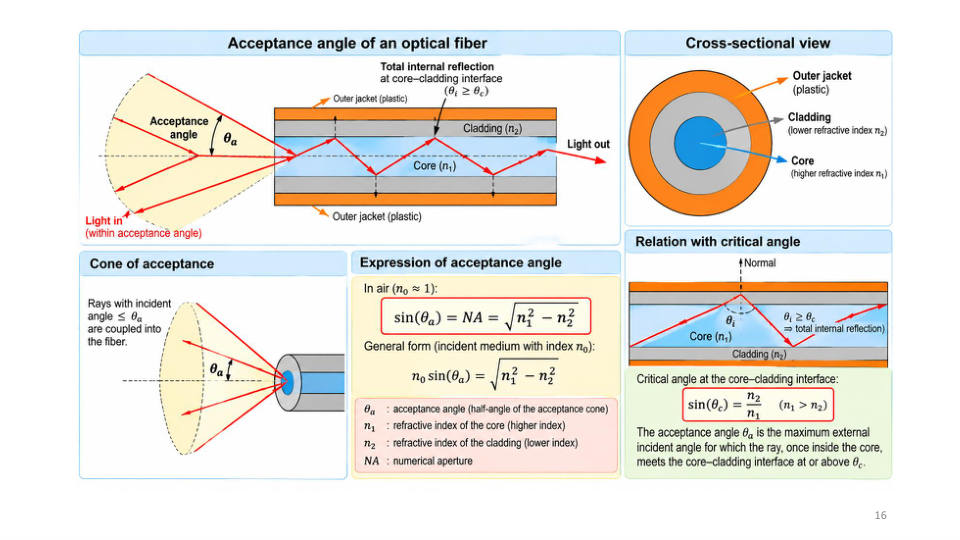 Acceptance angle of an optical fiber
Total internal reflection
at core–cladding interface
(θᵢ ≥ θ꜀)
Outer jacket (plastic)
Acceptance
angle
θₐ
Cladding (n₂)
Light out
Core (n₁)
Outer jacket (plastic)
Light in
(within acceptance angle)
Cross-sectional view
Outer jacket
(plastic)
Cladding
(lower refractive index n₂)
Core
(higher refractive index n₁)
Cone of acceptance
Rays with incident
angle ≤ θₐ
are coupled into
the fiber.
θₐ
Expression of acceptance angle
In air (n₀ ≈ 1):
sin(θₐ) = NA = √(n₁² − n₂²)
General form (incident medium with index n₀):
n₀ sin(θₐ) = √(n₁² − n₂²)
θₐ : acceptance angle (half-angle of the acceptance cone)
n₁ : refractive index of the core (higher index)
n₂ : refractive index of the cladding (lower index)
NA : numerical aperture
Relation with critical angle
Normal
θᵢ
θᵢ ≥ θ꜀
⇒ total internal reflection)
Core (n₁)
Cladding (n₂)
Critical angle at the core–cladding interface:
sin(θ꜀) = n₂/n₁ (n₁ > n₂)
The acceptance angle θₐ is the maximum external
incident angle for which the ray, once inside the core,
meets the core–cladding interface at or above θ꜀.
16